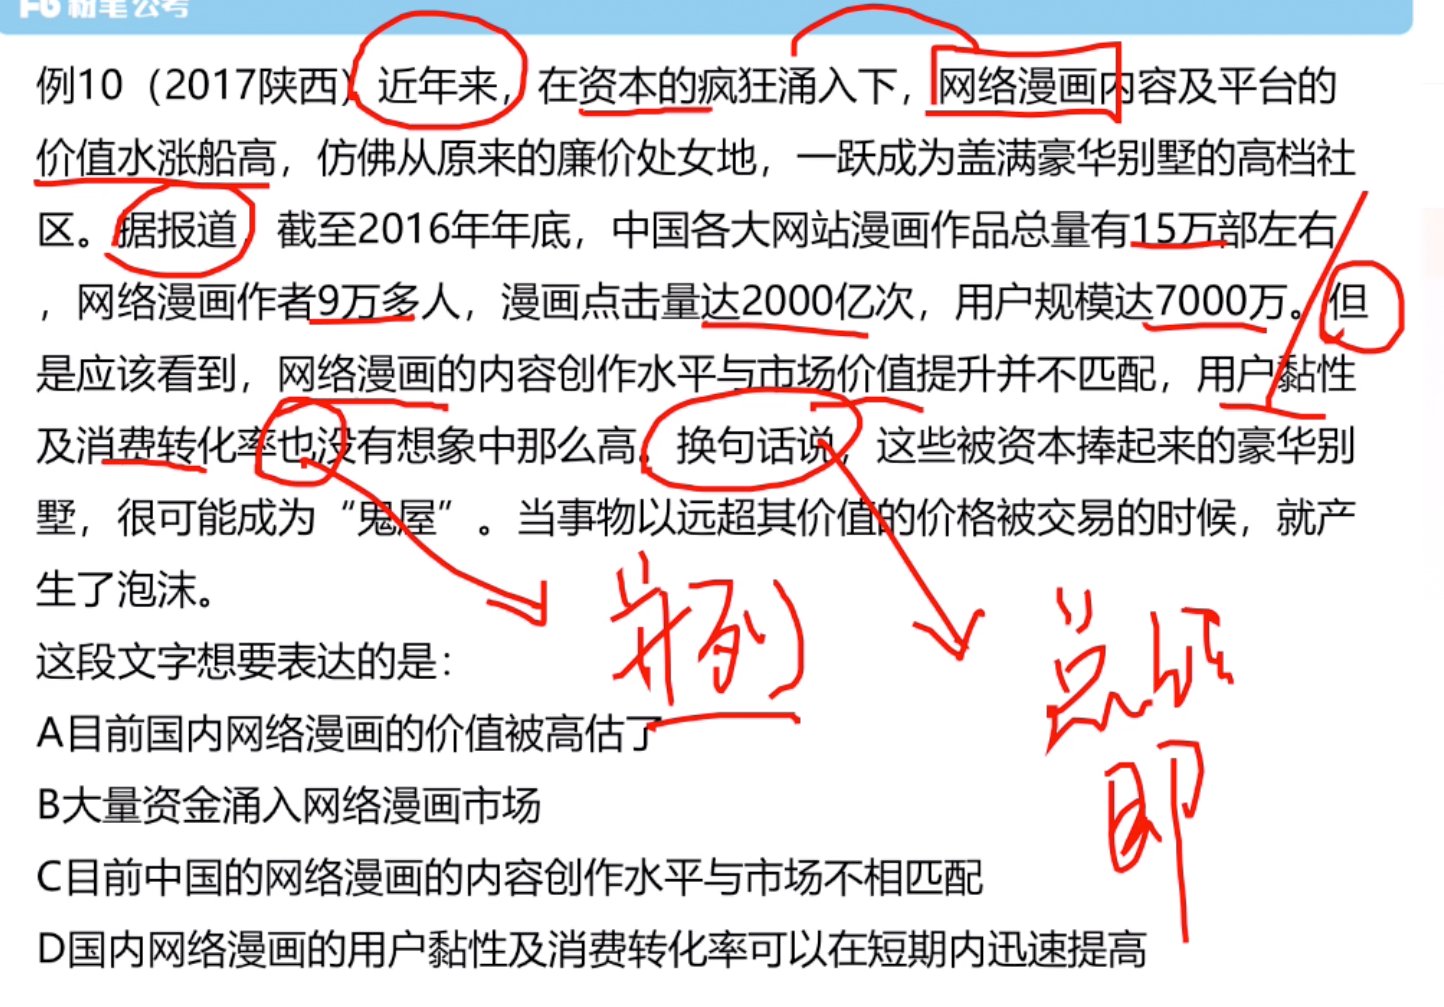 粉笔公考
例10（2017陕西）近年来，在资本的疯狂涌入下，网络漫画内容及平台的
价值水涨船高，仿佛从原来的廉价处女地，一跃成为盖满豪华别墅的高档社
区。据报道，截至2016年年底，中国各大网站漫画作品总量有15万部左右
，网络漫画作者9万多人，漫画点击量达2000亿次，用户规模达7000万。但
是应该看到，网络漫画的内容创作水平与市场价值提升并不匹配，用户黏性
及消费转化率也没有想象中那么高。换句话说，这些被资本捧起来的豪华别
墅，很可能成为“鬼屋”。当事物以远超其价值的价格被交易的时候，就产
生了泡沫。
并列
总结
即
这段文字想要表达的是：
A目前国内网络漫画的价值被高估了
B大量资金涌入网络漫画市场
C目前中国的网络漫画的内容创作水平与市场不相匹配
D国内网络漫画的用户黏性及消费转化率可以在短期内迅速提高